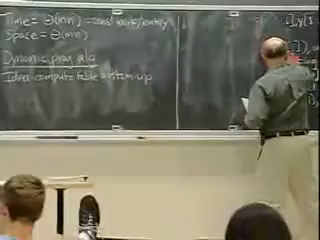 Time = Θ(mn) = const work/entry
Space = Θ(mn)
Dynamic-prog alg
Idea: compute table bottom-up